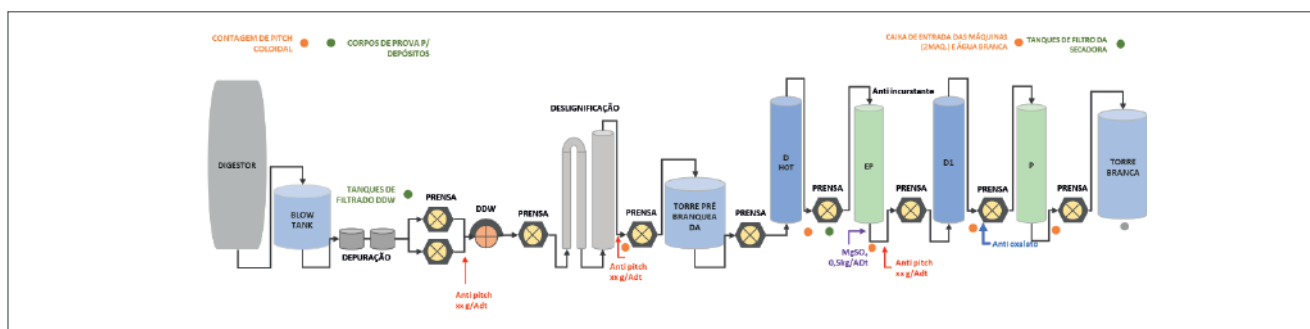 CONTAGEM DE PITCH
COLOIDAL
CORPOS DE PROVA P/
DEPÓSITOS
CAIXA DE ENTRADA DAS MÁQUINAS
(2MAQ.) E ÁGUA BRANCA
TANQUES DE FILTRO DA
SECADORA
DIGESTOR
BLOW
TANK
TANQUES DE
FILTRADO DDW
DEPURAÇÃO
PRENSA
Anti pitch
xx g/Adt
DDW
PRENSA
DESLIGNIFICAÇÃO
Anti pitch
xx g/Adt
PRENSA
TORRE PRÉ
BRANQUEA
DA
PRENSA
D
HOT
PRENSA
Anti incrustante
EP
MgSO4
0,5kg/ADt
PRENSA
Anti pitch
xx g/Adt
D1
PRENSA
Anti oxalato
P
PRENSA
TORRE
BRANCA